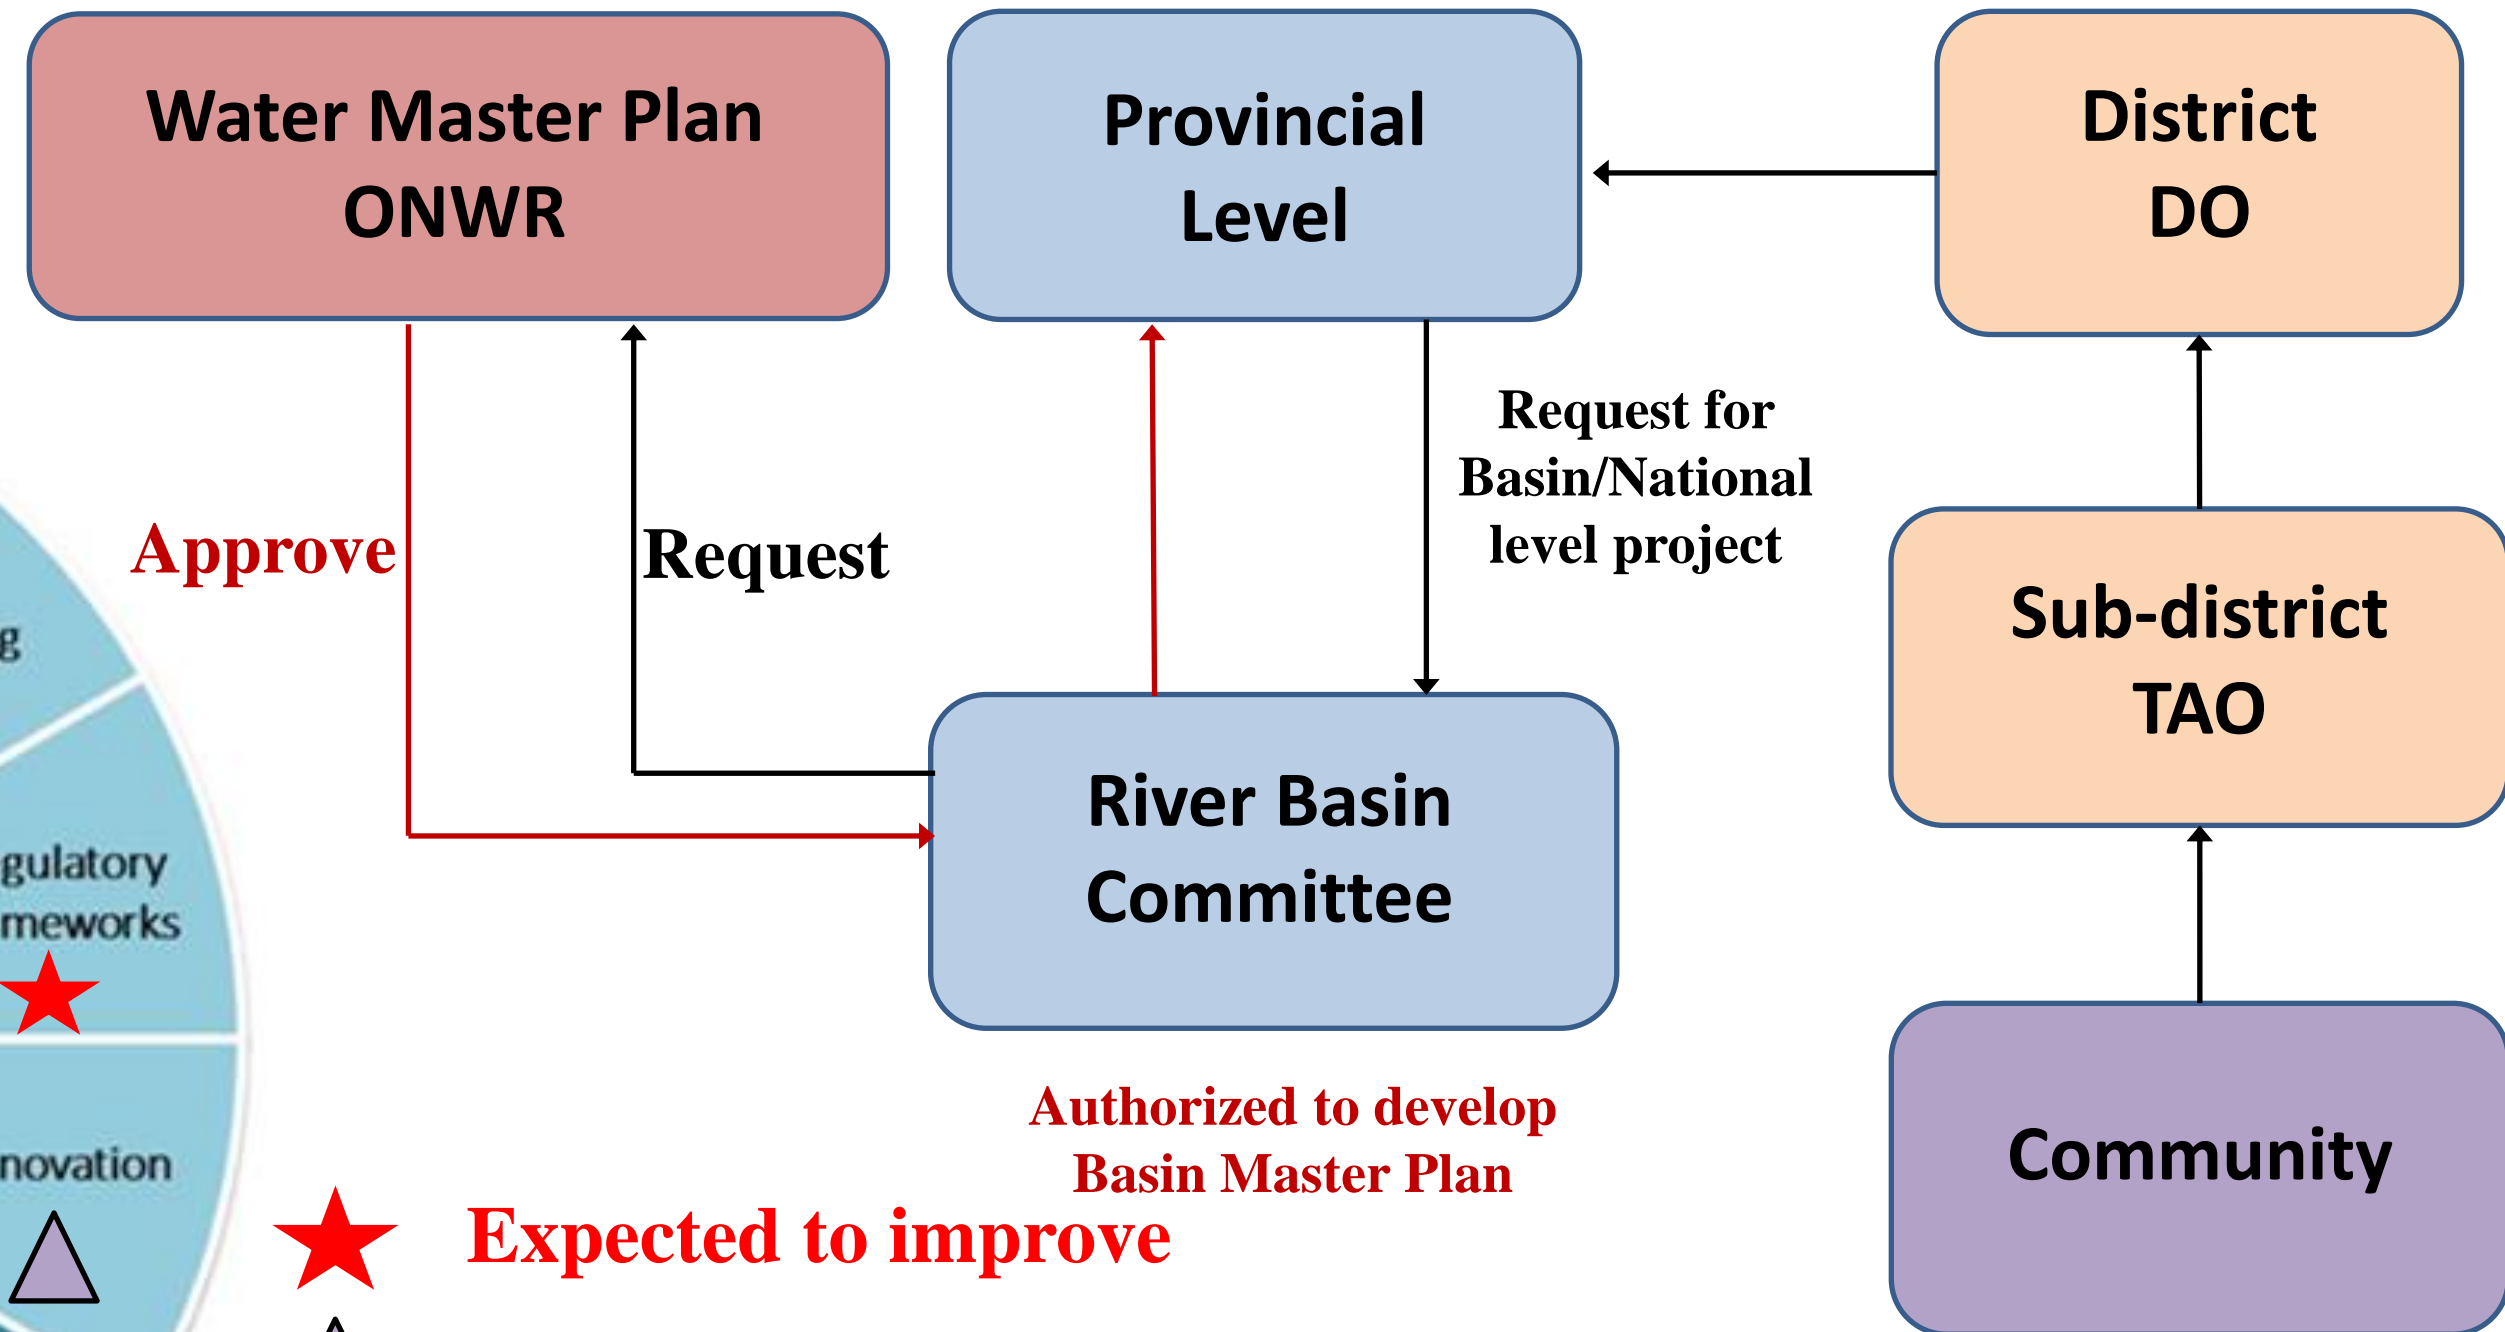 Water Master Plan
ONWR
Provincial
Level
District
DO
Request for
Basin/National
level project
Approve
Request
Sub-district
TAO
River Basin
Committee
Authorized to develop
Basin Master Plan
Community
g
gulatory
meworks
novation
Expected to improve